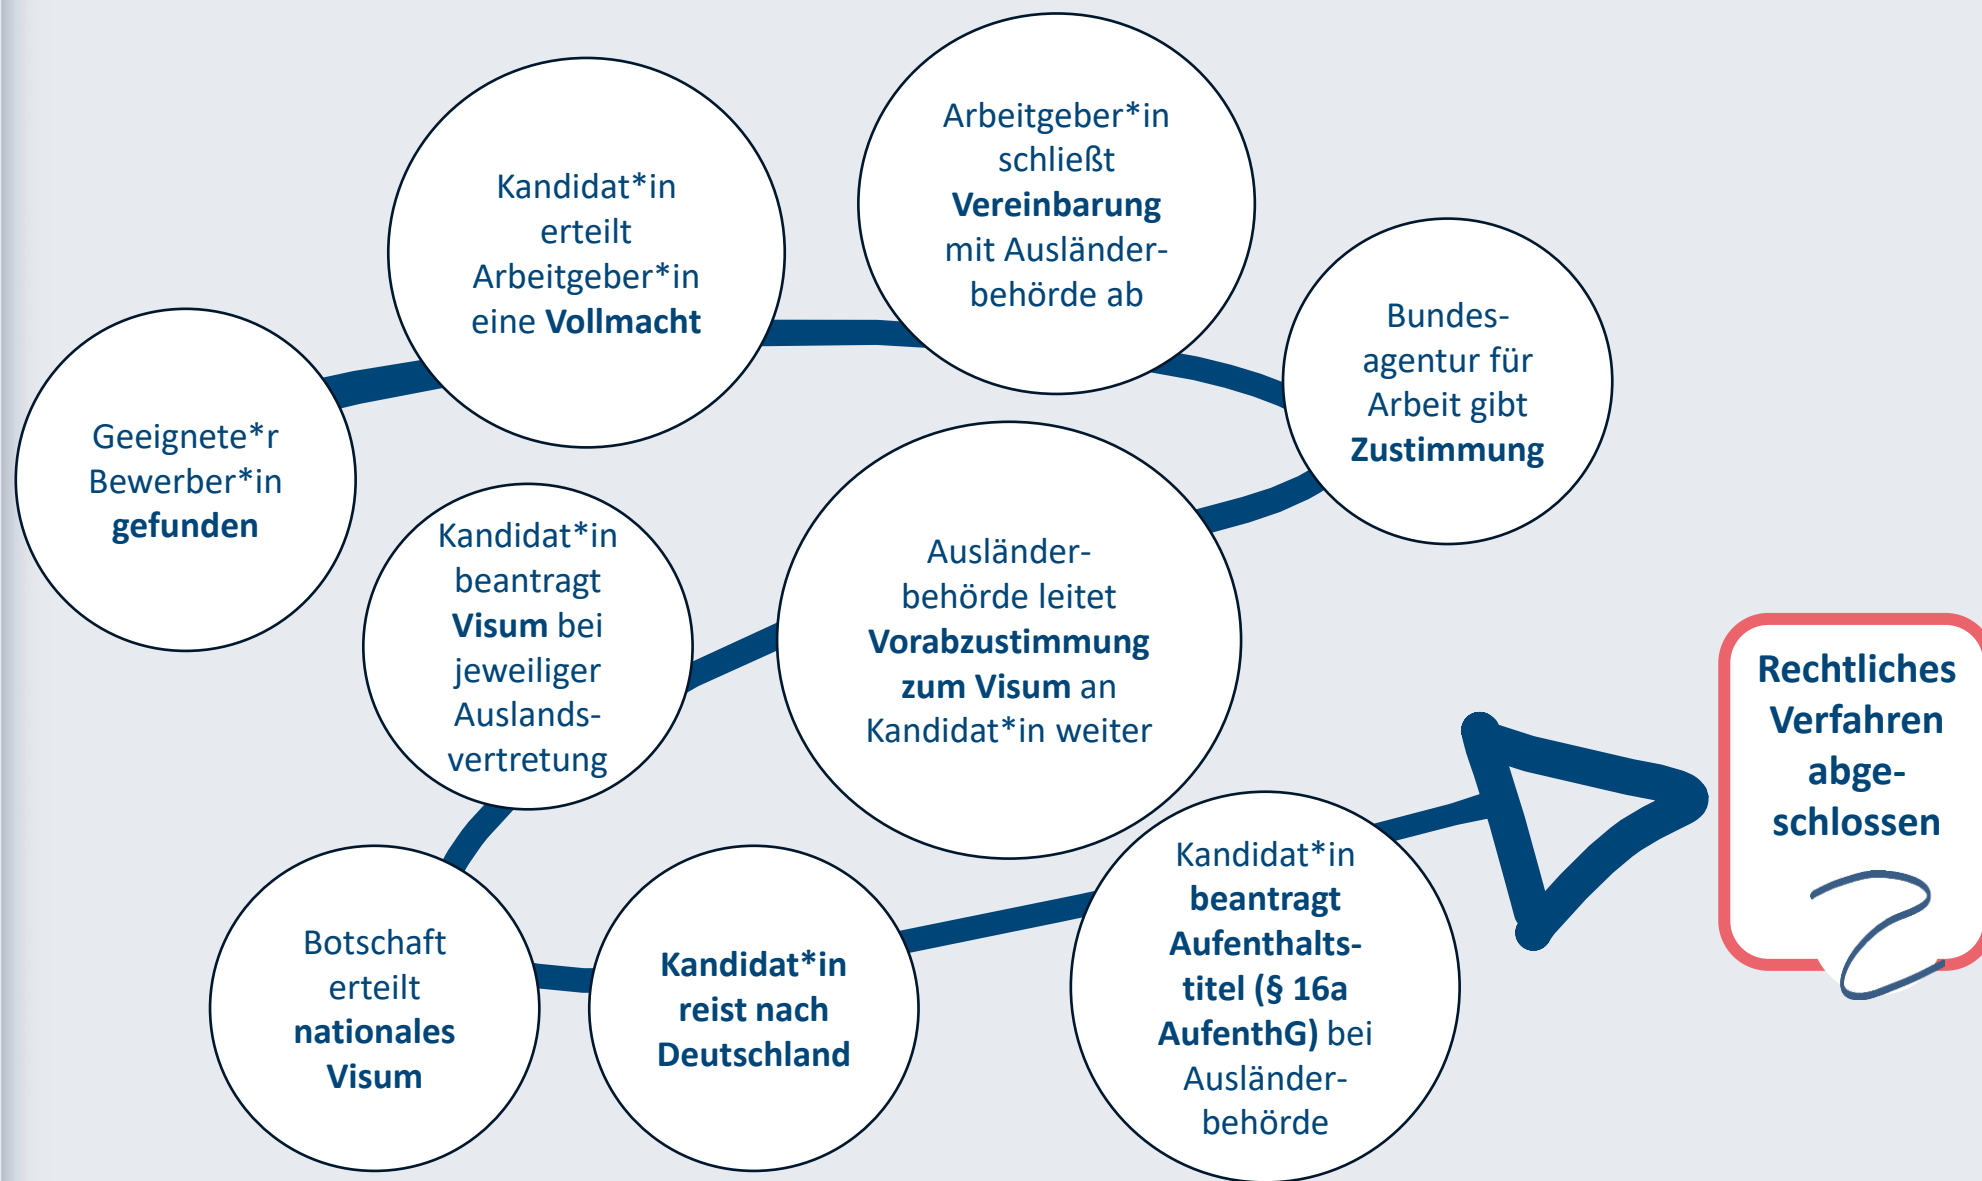 Geeignete*r
Bewerber*in
gefunden
Kandidat*in
erteilt
Arbeitgeber*in
eine Vollmacht
Arbeitgeber*in
schließt
Vereinbarung
mit Ausländer-
behörde ab
Bundes-
agentur für
Arbeit gibt
Zustimmung
Ausländer-
behörde leitet
Vorabzustimmung
zum Visum an
Kandidat*in weiter
Kandidat*in
beantragt
Visum bei
jeweiliger
Auslands-
vertretung
Botschaft
erteilt
nationales
Visum
Kandidat*in
reist nach
Deutschland
Kandidat*in
beantragt
Aufenthalts-
titel (§ 16a
AufenthG) bei
Ausländer-
behörde
Rechtliches
Verfahren
abge-
schlossen